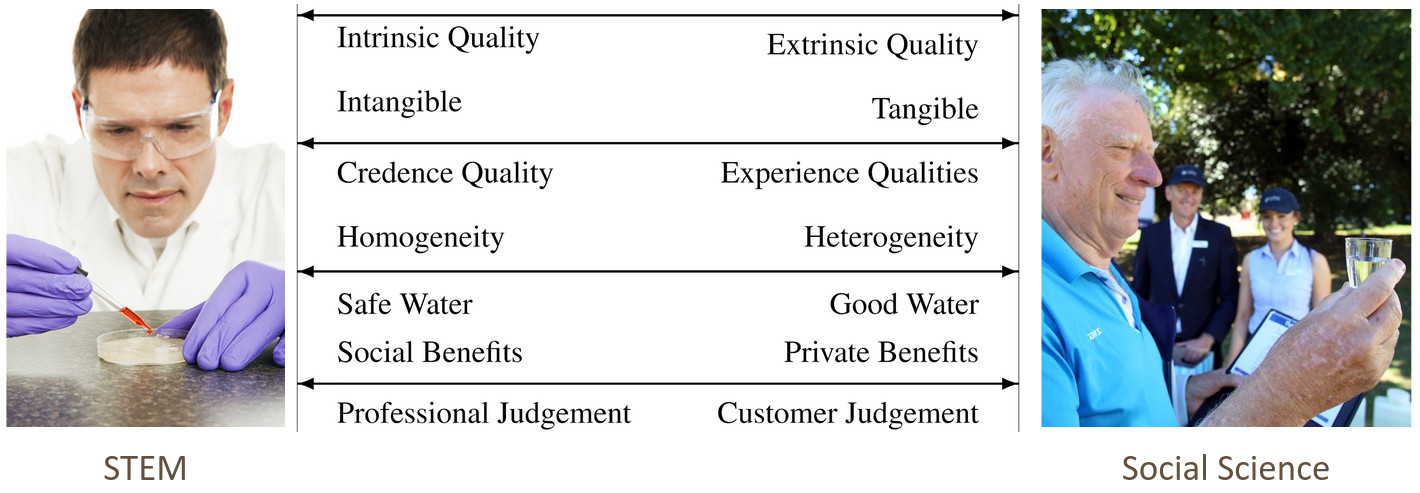 Intrinsic Quality
Extrinsic Quality
Intangible
Tangible
Credence Quality
Experience Qualities
Homogeneity
Heterogeneity
Safe Water
Good Water
Social Benefits
Private Benefits
Professional Judgement
Customer Judgement
STEM
Social Science